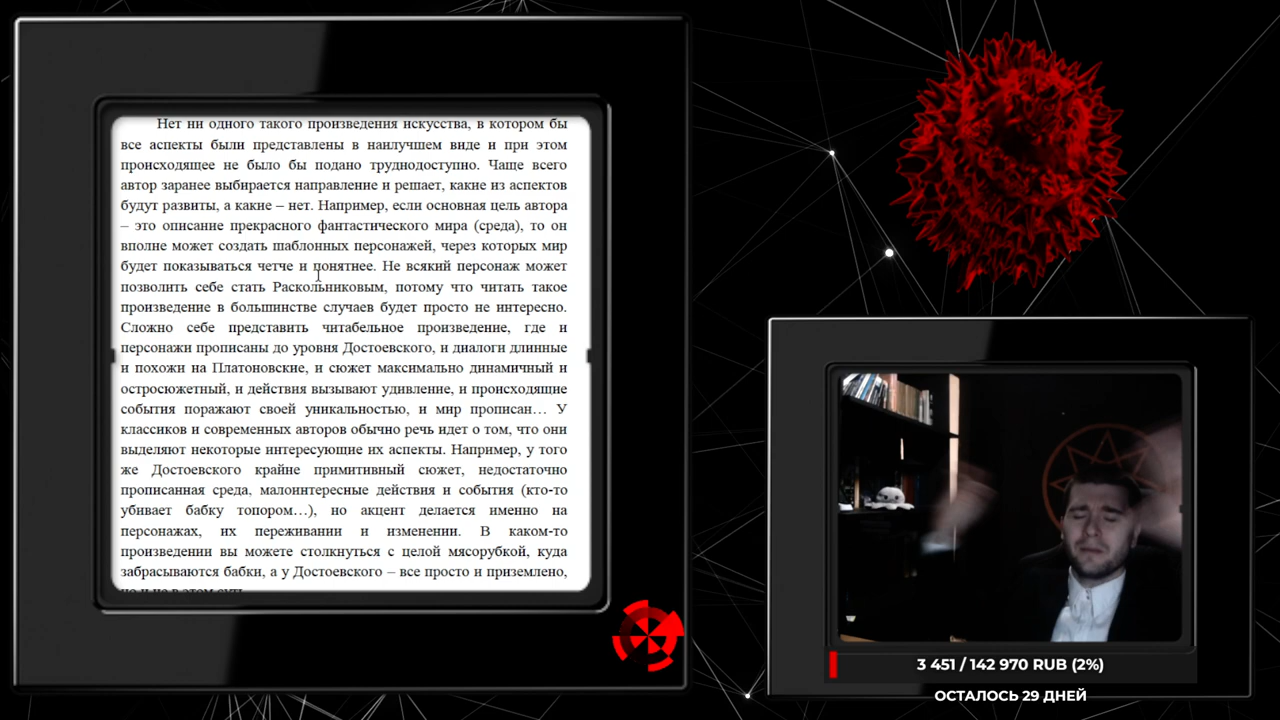 Нет ни одного такого произведения искусства, в котором бы
все аспекты были представлены в наилучшем виде и при этом
происходящее не было бы подано труднодоступно. Чаще всего
автор заранее выбирается направление и решает, какие из аспектов
будут развиты, а какие – нет. Например, если основная цель автора
– это описание прекрасного фантастического мира (среда), то он
вполне может создать шаблонных персонажей, через которых мир
будет показываться четче и понятнее. Не всякий персонаж может
позволить себе стать Раскольниковым, потому что читать такое
произведение в большинстве случаев будет просто не интересно.
Сложно себе представить читабельное произведение, где и
персонажи прописаны до уровня Достоевского, и диалоги длинные
и похожи на Платоновские, и сюжет максимально динамичный и
остросюжетный, и действия вызывают удивление, и происходящие
события поражают своей уникальностью, и мир прописан… У
классиков и современных авторов обычно речь идет о том, что они
выделяют некоторые интересующие их аспекты. Например, у того
же Достоевского крайне примитивный сюжет, недостаточно
прописанная среда, малоинтересные действия и события (кто-то
убивает бабку топором…), но акцент делается именно на
персонажах, их переживании и изменении. В каком-то
произведении вы можете столкнуться с целой мясорубкой, куда
забрасываются бабки, а у Достоевского – все просто и приземлено,
3 451 / 142 970 RUB (2%)
ОСТАЛОСЬ 29 ДНЕЙ